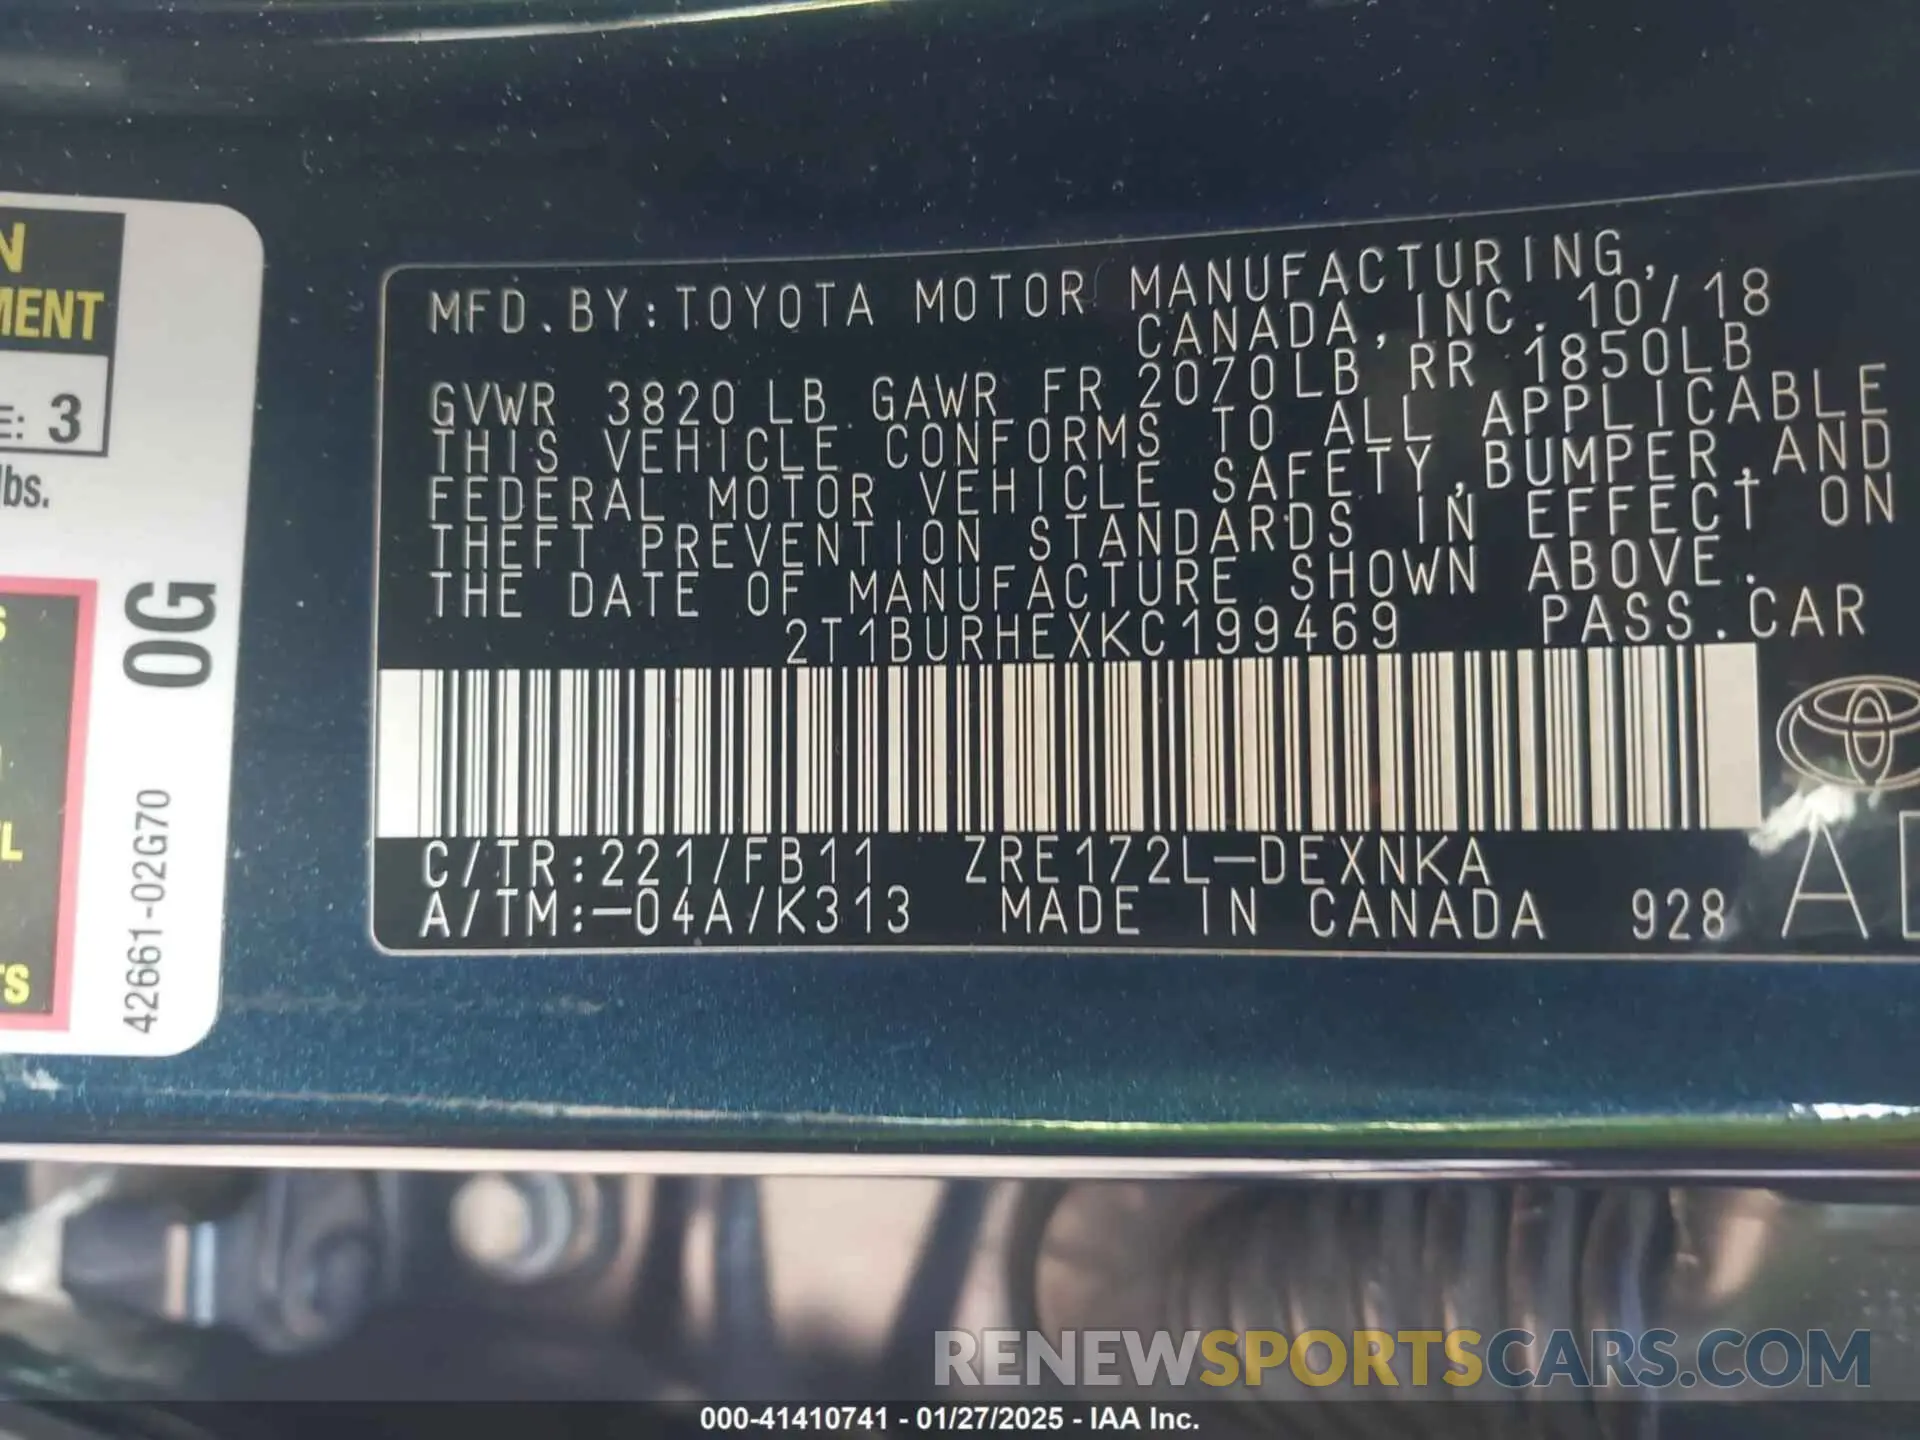 N
MENT
E: 3
lbs.
0G
42661-02G70
S
TL
TS
MFD.BY:TOYOTA MOTOR MANUFACTURING,
CANADA,INC. 10/18
GVWR 3820 LB GAWR FR 2070LB RR 1850LB
THIS VEHICLE CONFORMS TO ALL APPLICABLE
FEDERAL MOTOR VEHICLE SAFETY,BUMPER,AND
THEFT PREVENTION STANDARDS IN EFFECT ON
THE DATE OF MANUFACTURE SHOWN ABOVE.
2T1BURHEXKC199469 PASS.CAR
C/TR:221/FB11 ZRE172L-DEXNKA
A/TM:-04A/K313 MADE IN CANADA 928
A
RENEWSPORTSCARS.COM
000-41410741 - 01/27/2025 - IAA Inc.